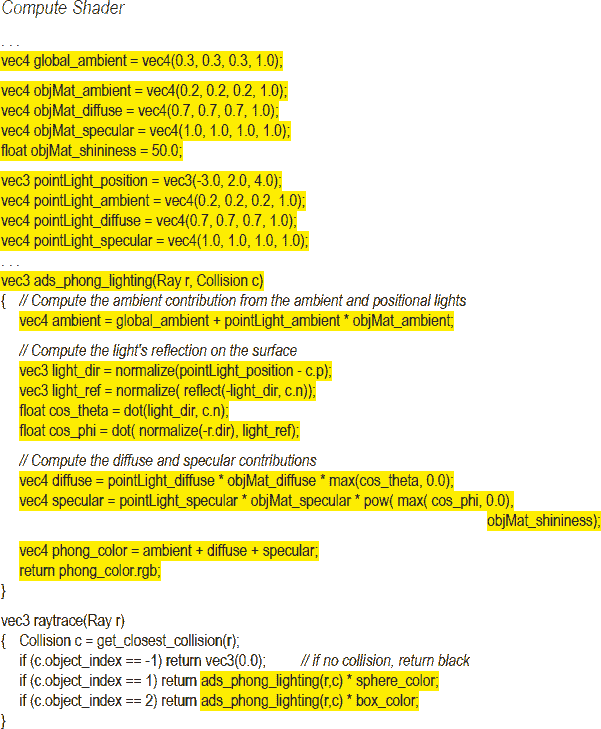 Compute Shader
. . .
vec4 global_ambient = vec4(0.3, 0.3, 0.3, 1.0);
vec4 objMat_ambient = vec4(0.2, 0.2, 0.2, 1.0);
vec4 objMat_diffuse = vec4(0.7, 0.7, 0.7, 1.0);
vec4 objMat_specular = vec4(1.0, 1.0, 1.0, 1.0);
float objMat_shininess = 50.0;
vec3 pointLight_position = vec3(-3.0, 2.0, 4.0);
vec4 pointLight_ambient = vec4(0.2, 0.2, 0.2, 1.0);
vec4 pointLight_diffuse = vec4(0.7, 0.7, 0.7, 1.0);
vec4 pointLight_specular = vec4(1.0, 1.0, 1.0, 1.0);
. . .
vec3 ads_phong_lighting(Ray r, Collision c)
{ // Compute the ambient contribution from the ambient and positional lights
vec4 ambient = global_ambient + pointLight_ambient * objMat_ambient;
// Compute the light's reflection on the surface
vec3 light_dir = normalize(pointLight_position - c.p);
vec3 light_ref = normalize( reflect(-light_dir, c.n));
float cos_theta = dot(light_dir, c.n);
float cos_phi = dot( normalize(-r.dir), light_ref);
// Compute the diffuse and specular contributions
vec4 diffuse = pointLight_diffuse * objMat_diffuse * max(cos_theta, 0.0);
vec4 specular = pointLight_specular * objMat_specular * pow( max( cos_phi, 0.0),
objMat_shininess);
vec4 phong_color = ambient + diffuse + specular;
return phong_color.rgb;
}
vec3 raytrace(Ray r)
{ Collision c = get_closest_collision(r);
if (c.object_index == -1) return vec3(0.0); // if no collision, return black
if (c.object_index == 1) return ads_phong_lighting(r,c) * sphere_color;
if (c.object_index == 2) return ads_phong_lighting(r,c) * box_color;
}